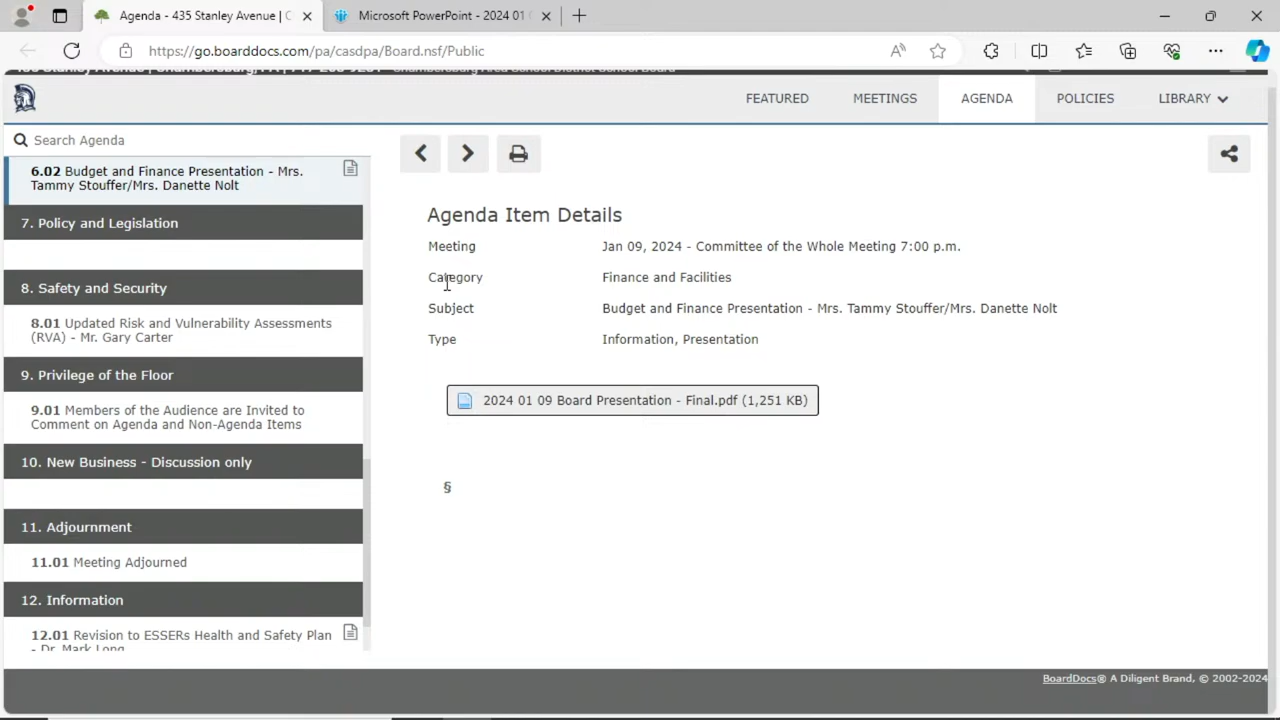 Agenda - 435 Stanley Avenue | C
Microsoft PowerPoint - 2024 01
https://go.boarddocs.com/pa/casdpa/Board.nsf/Public
FEATURED
MEETINGS
AGENDA
POLICIES
LIBRARY
Search Agenda
6.02 Budget and Finance Presentation - Mrs.
Tammy Stouffer/Mrs. Danette Nolt
7. Policy and Legislation
8. Safety and Security
8.01 Updated Risk and Vulnerability Assessments
(RVA) - Mr. Gary Carter
9. Privilege of the Floor
9.01 Members of the Audience are Invited to
Comment on Agenda and Non-Agenda Items
10. New Business - Discussion only
11. Adjournment
11.01 Meeting Adjourned
12. Information
12.01 Revision to ESSERs Health and Safety Plan
- Dr. Mark Long
Agenda Item Details
Meeting Jan 09, 2024 - Committee of the Whole Meeting 7:00 p.m.
Category Finance and Facilities
Subject Budget and Finance Presentation - Mrs. Tammy Stouffer/Mrs. Danette Nolt
Type Information, Presentation
2024 01 09 Board Presentation - Final.pdf (1,251 KB)
§
BoardDocs® A Diligent Brand, © 2002-2024